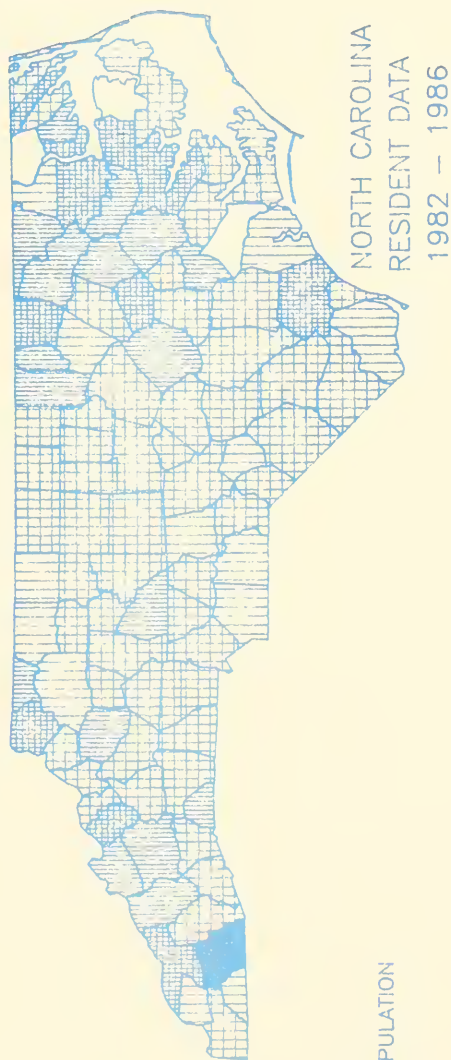 NORTH CAROLINA
RESIDENT DATA
1982 – 1986
PULATION